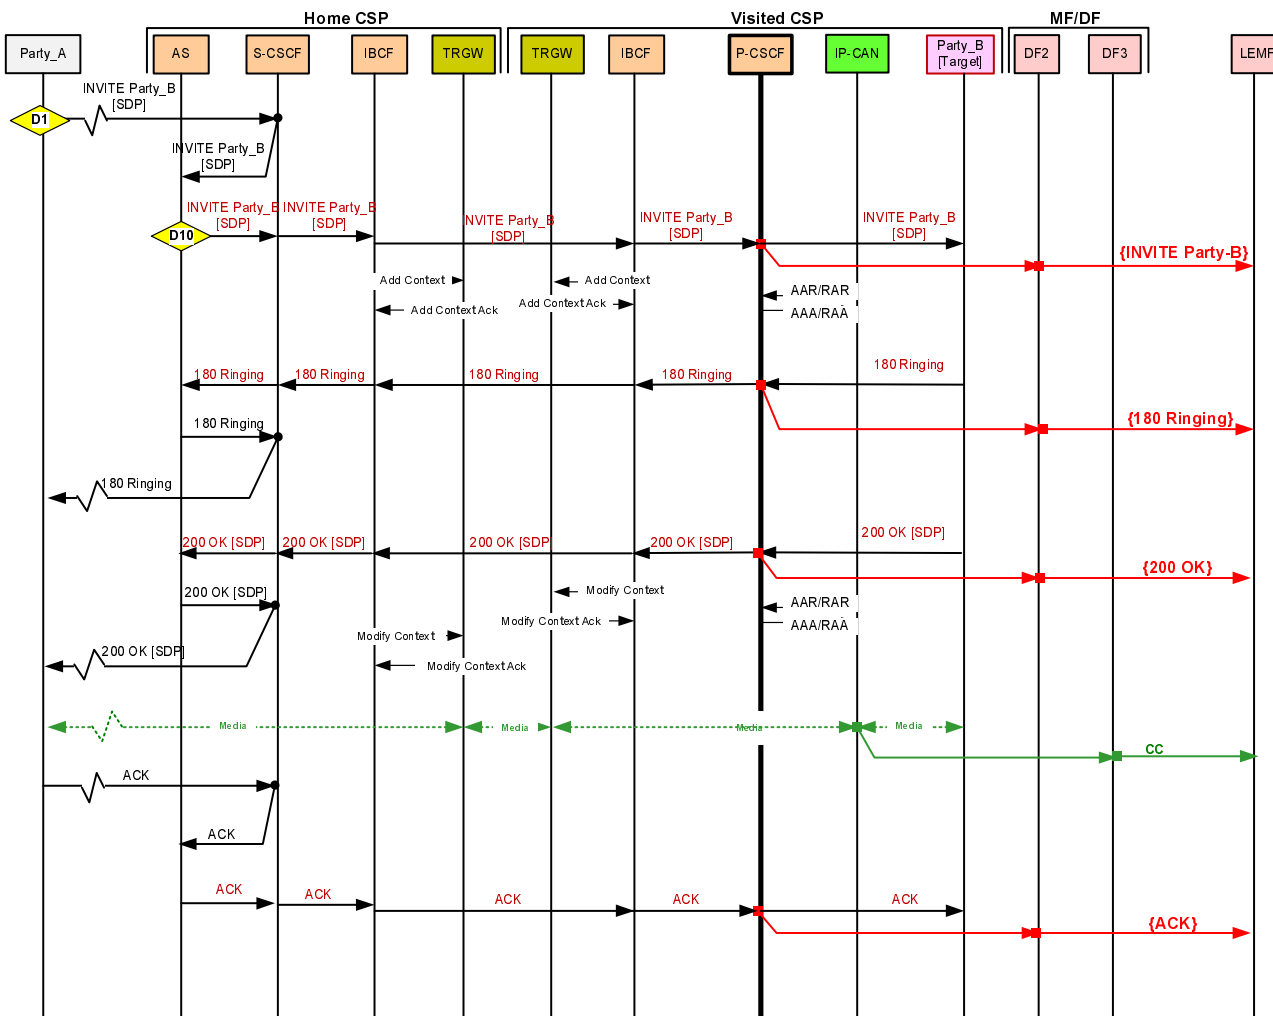 Home CSP
Visited CSP
MF/DF
Party_A
AS
S-CSCF
IBCF
TRGW
TRGW
IBCF
P-CSCF
IP-CAN
Party_B
[Target]
DF2
DF3
LEMF
INVITE Party_B
[SDP]
D1
INVITE Party_B
[SDP]
D10
INVITE Party_B
[SDP]
INVITE Party_B
[SDP]
NVITE Party_B
[SDP]
INVITE Party_B
[SDP]
INVITE Party_B
[SDP]
{INVITE Party-B}
Add Context
Add Context
AAR/RAR
Add Context Ack
Add Context Ack
AAA/RAA
180 Ringing
180 Ringing
180 Ringing
180 Ringing
180 Ringing
{180 Ringing}
180 Ringing
180 Ringing
200 OK [SDP]
200 OK [SDP]
200 OK [SDP]
200 OK [SDP]
200 OK [SDP]
{200 OK}
200 OK [SDP]
Modify Context
AAR/RAR
Modify Context Ack
AAA/RAA
Modify Context
200 OK [SDP]
Modify Context Ack
Media
Media
Media
Media
CC
ACK
ACK
ACK
ACK
ACK
ACK
ACK
{ACK}